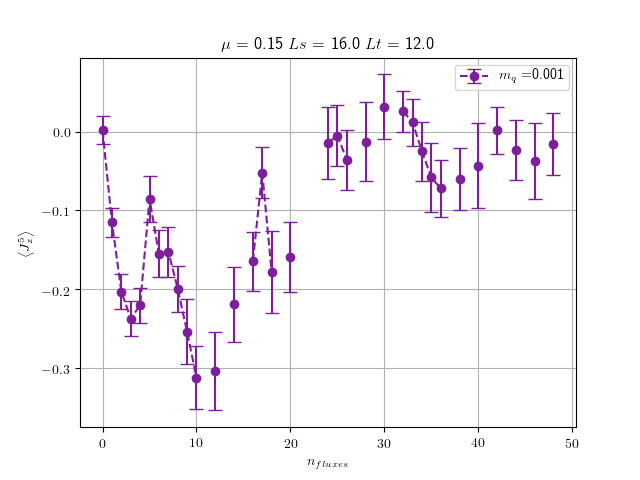 μ = 0.15 Ls = 16.0 Lt = 12.0
m_q =0.001
⟨J_z^5⟩
0.0
−0.1
−0.2
−0.3
0 10 20 30 40 50
n_fluxes